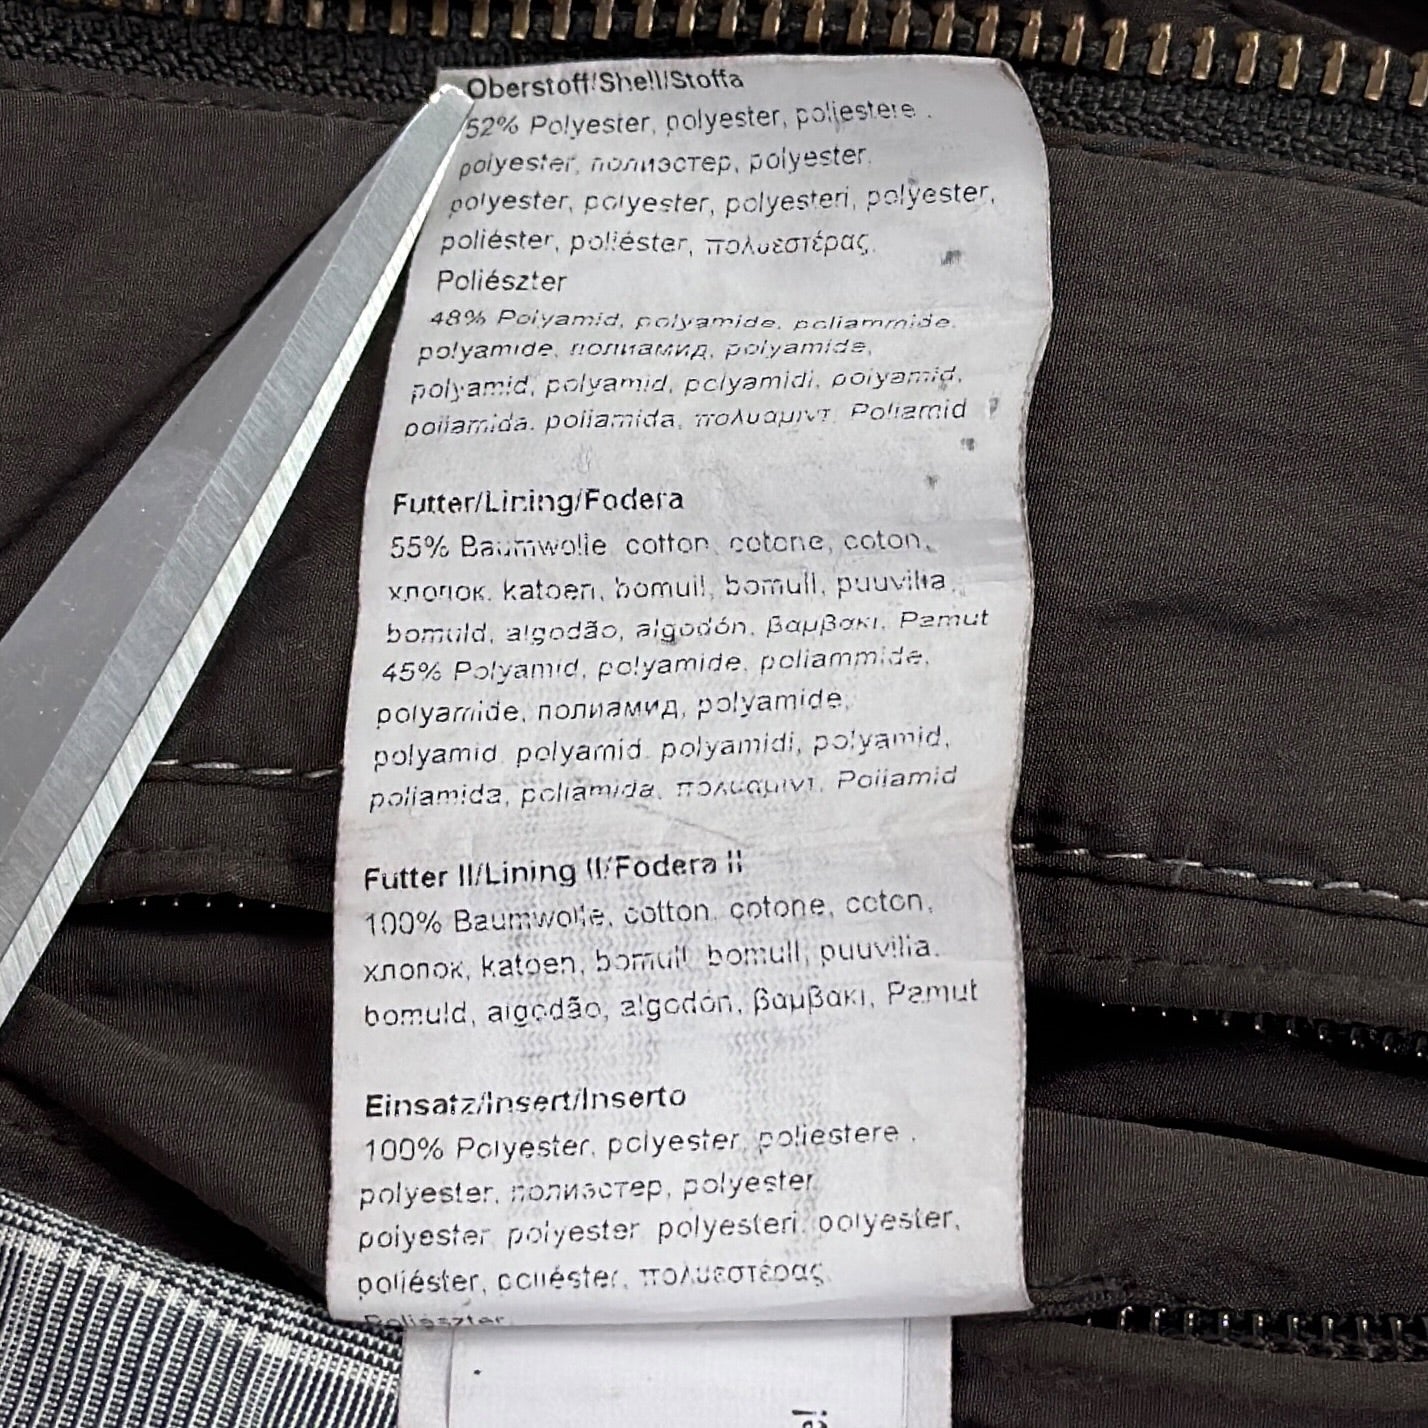 Oberstoff/Shell/Stoffa
52% Polyester, polyester, poliestere .
polyester, полиэстер, polyester,
polyester, polyester, polyesteri, polyester,
poliéster, poliéster, πολυεστέρας,
Poliészter
48% Polyamid, polyamide, poliammide,
polyamide, полиамид, polyamide,
polyamid, polyamid, polyamidi, polyamid,
poliamida, poliamida, πολυαμιντ, Poliamid
Futter/Lining/Fodera
55% Baumwolle, cotton, cotone, coton,
хлопок, katoen, bomull, bomull, puuvilla,
bomuld, algodão, algodón, βαμβακι, Pamut
45% Polyamid, polyamide, poliammide,
polyamide, полиамид, polyamide,
polyamid, polyamid, polyamidi, polyamid,
poliamida, poliamida, πολυαμιντ, Poliamid
Futter II/Lining II/Fodera II
100% Baumwolle, cotton, cotone, coton,
хлопок, katoen, bomull, bomull, puuvilla,
bomuld, algodão, algodón, βαμβακι, Pamut
Einsatz/Insert/Inserto
100% Polyester, polyester, poliestere .
polyester, полиэстер, polyester,
polyester, polyester, polyesteri, polyester,
poliéster, poliéster, πολυεστέρας,
Poliészter